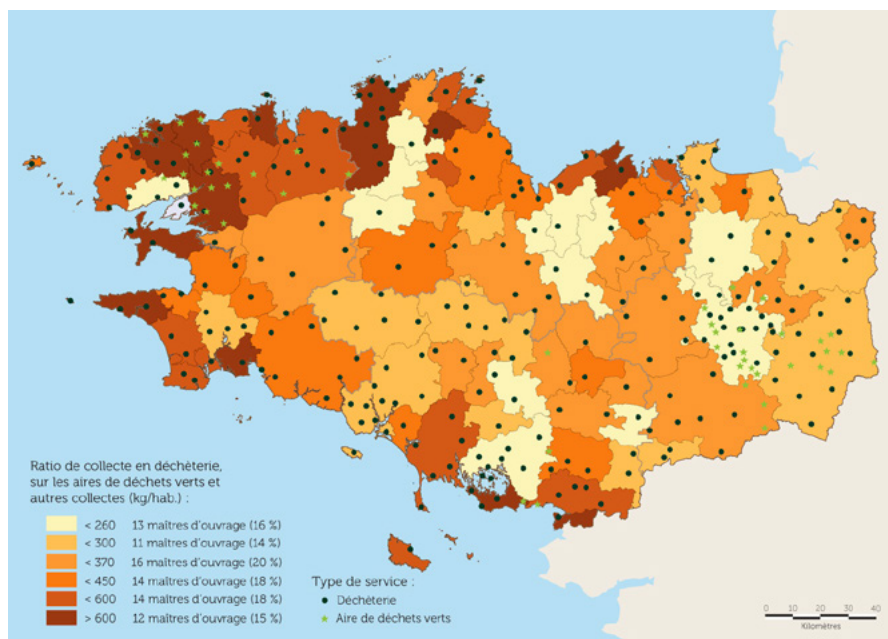 Ratio de collecte en déchèterie,
sur les aires de déchets verts et
autres collectes (kg/hab.) :
< 260 13 maîtres d'ouvrage (16 %)
< 300 11 maîtres d'ouvrage (14 %)
< 370 16 maîtres d'ouvrage (20 %)
< 450 14 maîtres d'ouvrage (18 %)
< 600 14 maîtres d'ouvrage (18 %)
> 600 12 maîtres d'ouvrage (15 %)
Type de service :
Déchèterie
Aire de déchets verts
0 10 20 30 40
Kilomètres